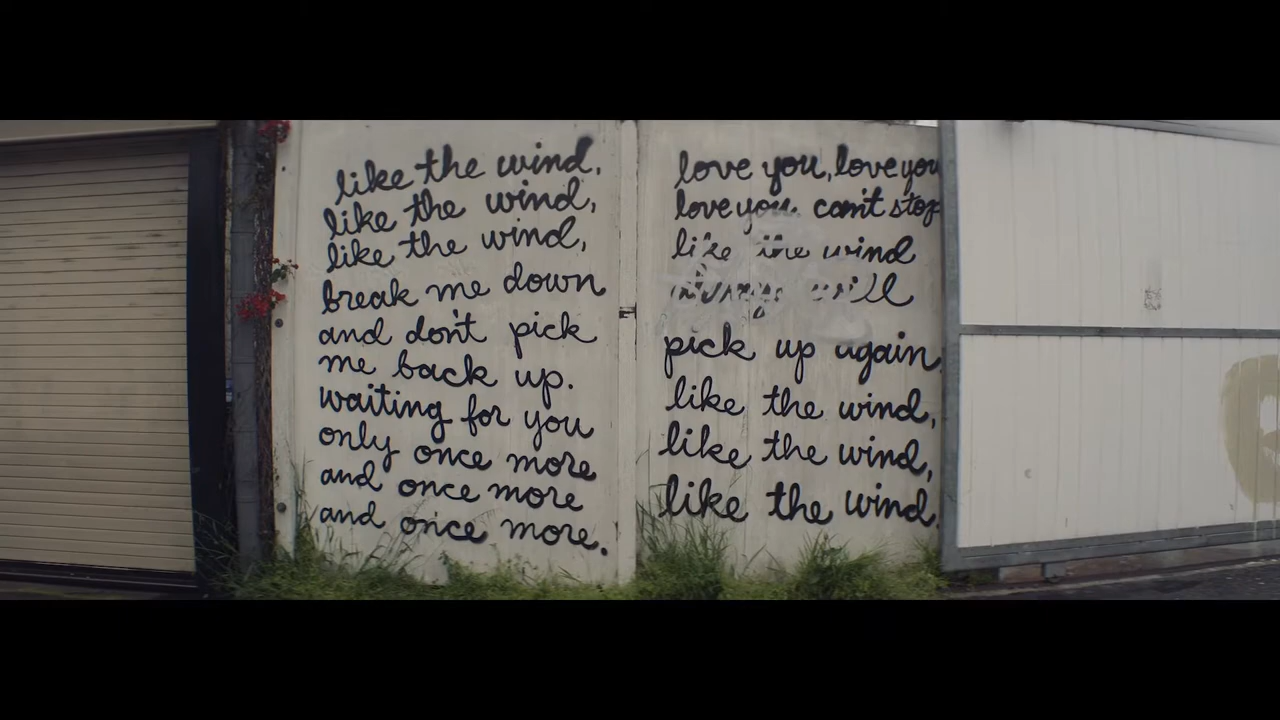 like the wind,
like the wind,
like the wind,
break me down
and don't pick
me back up.
waiting for you
only once more
and once more
and once more.
love you, love you
love you. can't stop
like the wind
will
pick up again.
like the wind,
like the wind,
like the wind.